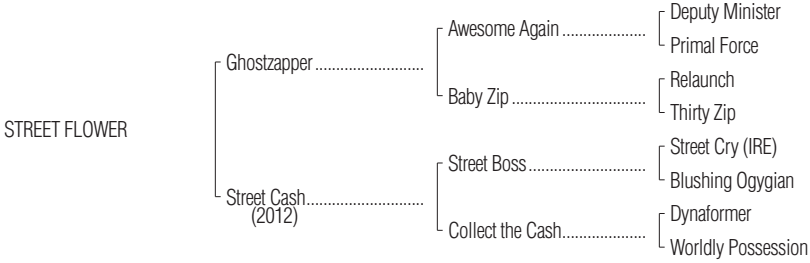 Deputy Minister
Awesome Again ....................
Primal Force
Ghostzapper ..........................
Relaunch
Baby Zip ................................
Thirty Zip
STREET FLOWER
Street Cry (IRE)
Street Boss............................
Blushing Ogygian
Street Cash............................
(2012)
Dynaformer
Collect the Cash....................
Worldly Possession